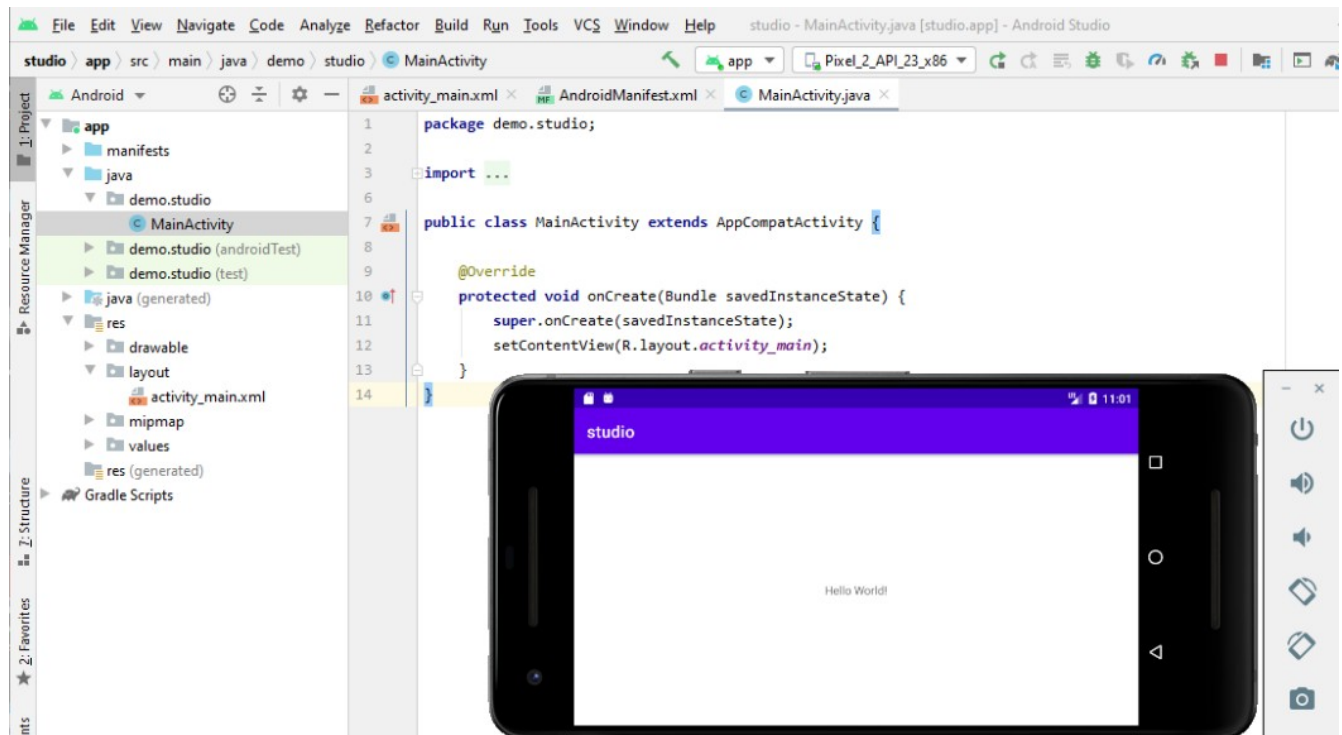 File Edit View Navigate Code Analyze Refactor Build Run Tools VCS Window Help studio - MainActivity.java [studio.app] - Android Studio
studio app src main java demo studio MainActivity app Pixel_2_API_23_x86
1: Project
Resource Manager
7: Structure
2: Favorites
Android
app
manifests
java
demo.studio
MainActivity
demo.studio (androidTest)
demo.studio (test)
java (generated)
res
drawable
layout
activity_main.xml
mipmap
values
res (generated)
Gradle Scripts
activity_main.xml AndroidManifest.xml MainActivity.java
1 package demo.studio;
2
3 import ...
6
7 public class MainActivity extends AppCompatActivity {
8
9 @Override
10 protected void onCreate(Bundle savedInstanceState) {
11 super.onCreate(savedInstanceState);
12 setContentView(R.layout.activity_main);
13 }
14 }
11:01
studio
Hello World!